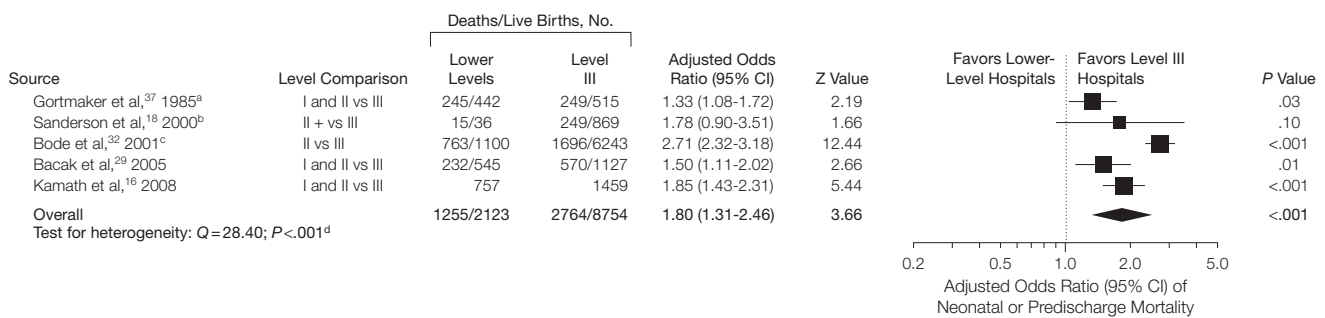 Deaths/Live Births, No.
Favors Lower- Favors Level III
Lower Level Adjusted Odds
Source Level Comparison Levels III Ratio (95% CI) Z Value Level Hospitals Hospitals P Value
Gortmaker et al,37 1985a I and II vs III 245/442 249/515 1.33 (1.08-1.72) 2.19 .03
Sanderson et al,18 2000b II + vs III 15/36 249/869 1.78 (0.90-3.51) 1.66 .10
Bode et al,32 2001c II vs III 763/1100 1696/6243 2.71 (2.32-3.18) 12.44 <.001
Bacak et al,29 2005 I and II vs III 232/545 570/1127 1.50 (1.11-2.02) 2.66 .01
Kamath et al,16 2008 I and II vs III 757 1459 1.85 (1.43-2.31) 5.44 <.001
Overall 1255/2123 2764/8754 1.80 (1.31-2.46) 3.66 <.001
Test for heterogeneity: Q=28.40; P<.001d
0.2 0.5 1.0 2.0 5.0
Adjusted Odds Ratio (95% CI) of
Neonatal or Predischarge Mortality